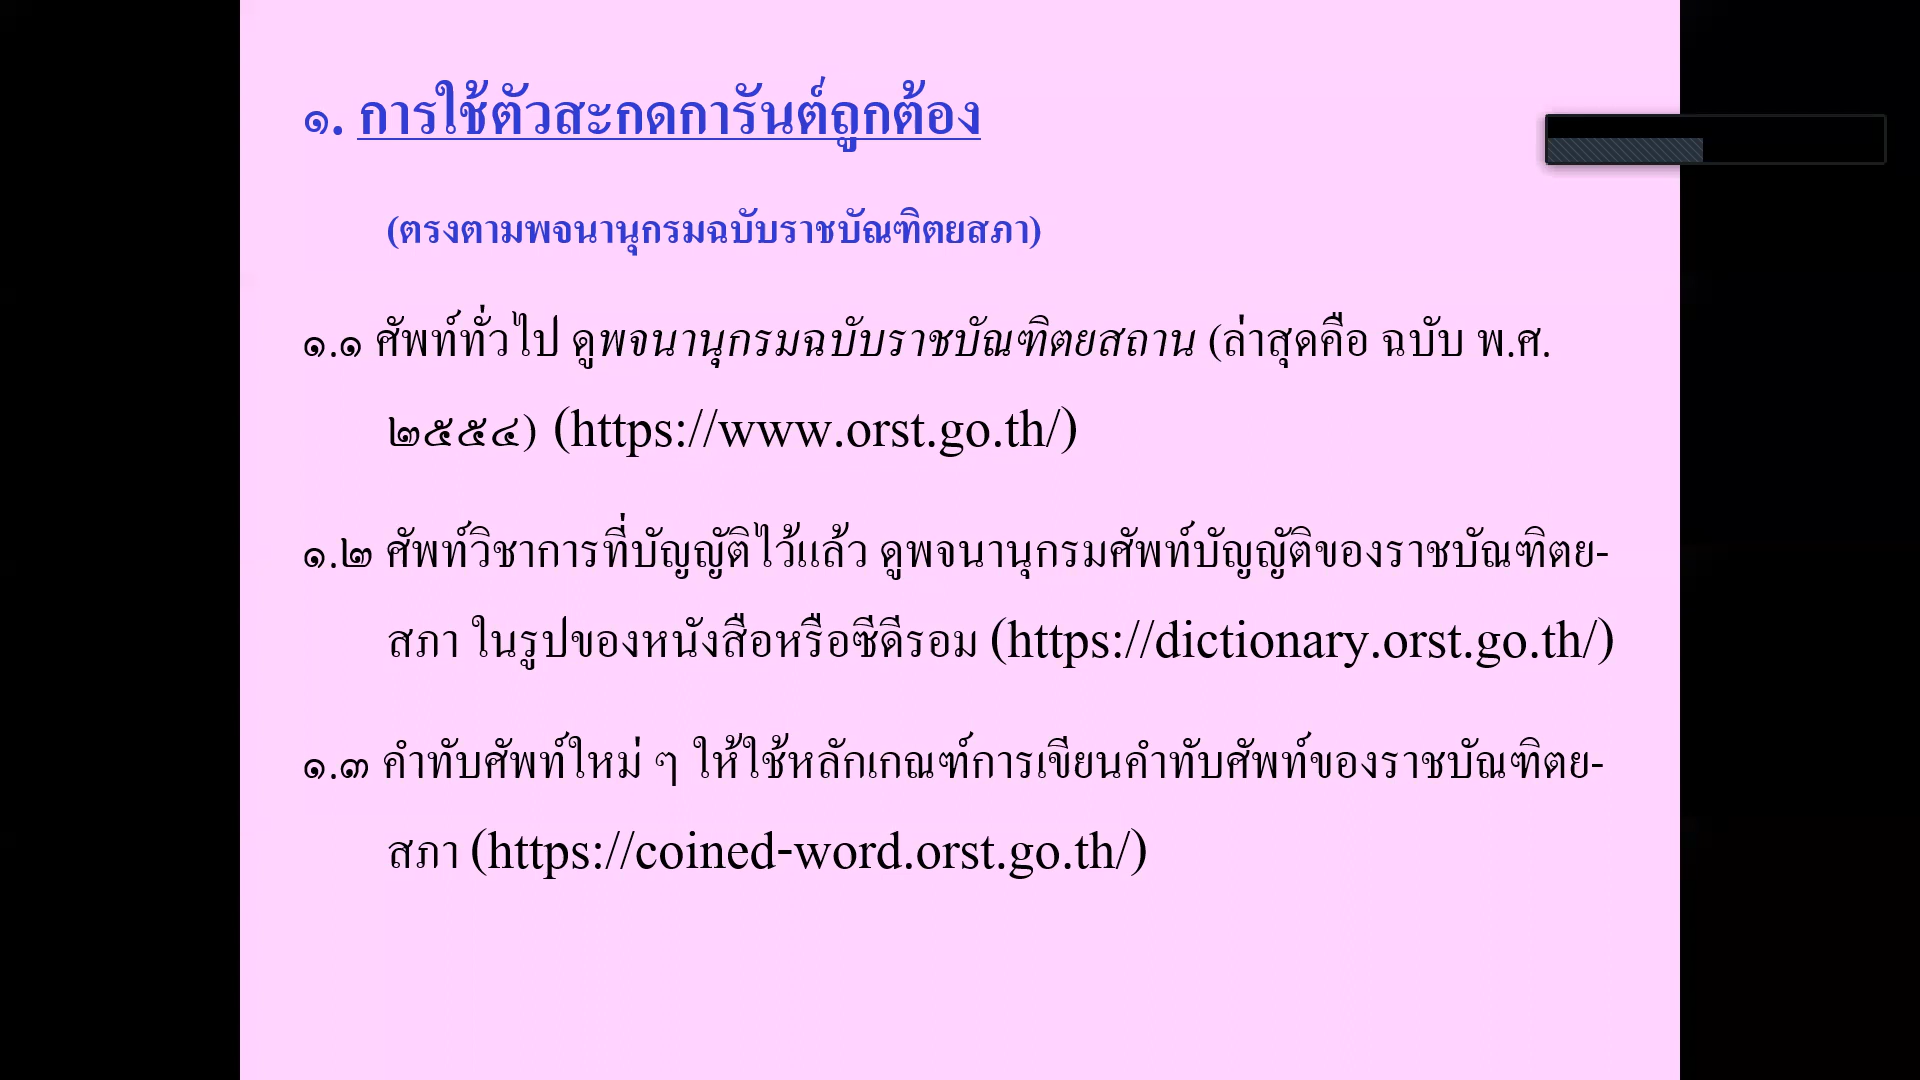 ๑. การใช้ตัวสะกดการันต์ถูกต้อง
(ตรงตามพจนานุกรมฉบับราชบัณฑิตยสภา)
๑.๑ ศัพท์ทั่วไป ดูพจนานุกรมฉบับราชบัณฑิตยสถาน (ล่าสุดคือ ฉบับ พ.ศ.
๒๕๕๔) (https://www.orst.go.th/)
๑.๒ ศัพท์วิชาการที่บัญญัติไว้แล้ว ดูพจนานุกรมศัพท์บัญญัติของราชบัณฑิตย-
สภา ในรูปของหนังสือหรือซีดีรอม (https://dictionary.orst.go.th/)
๑.๓ คำทับศัพท์ใหม่ ๆ ให้ใช้หลักเกณฑ์การเขียนคำทับศัพท์ของราชบัณฑิตย-
สภา (https://coined-word.orst.go.th/)